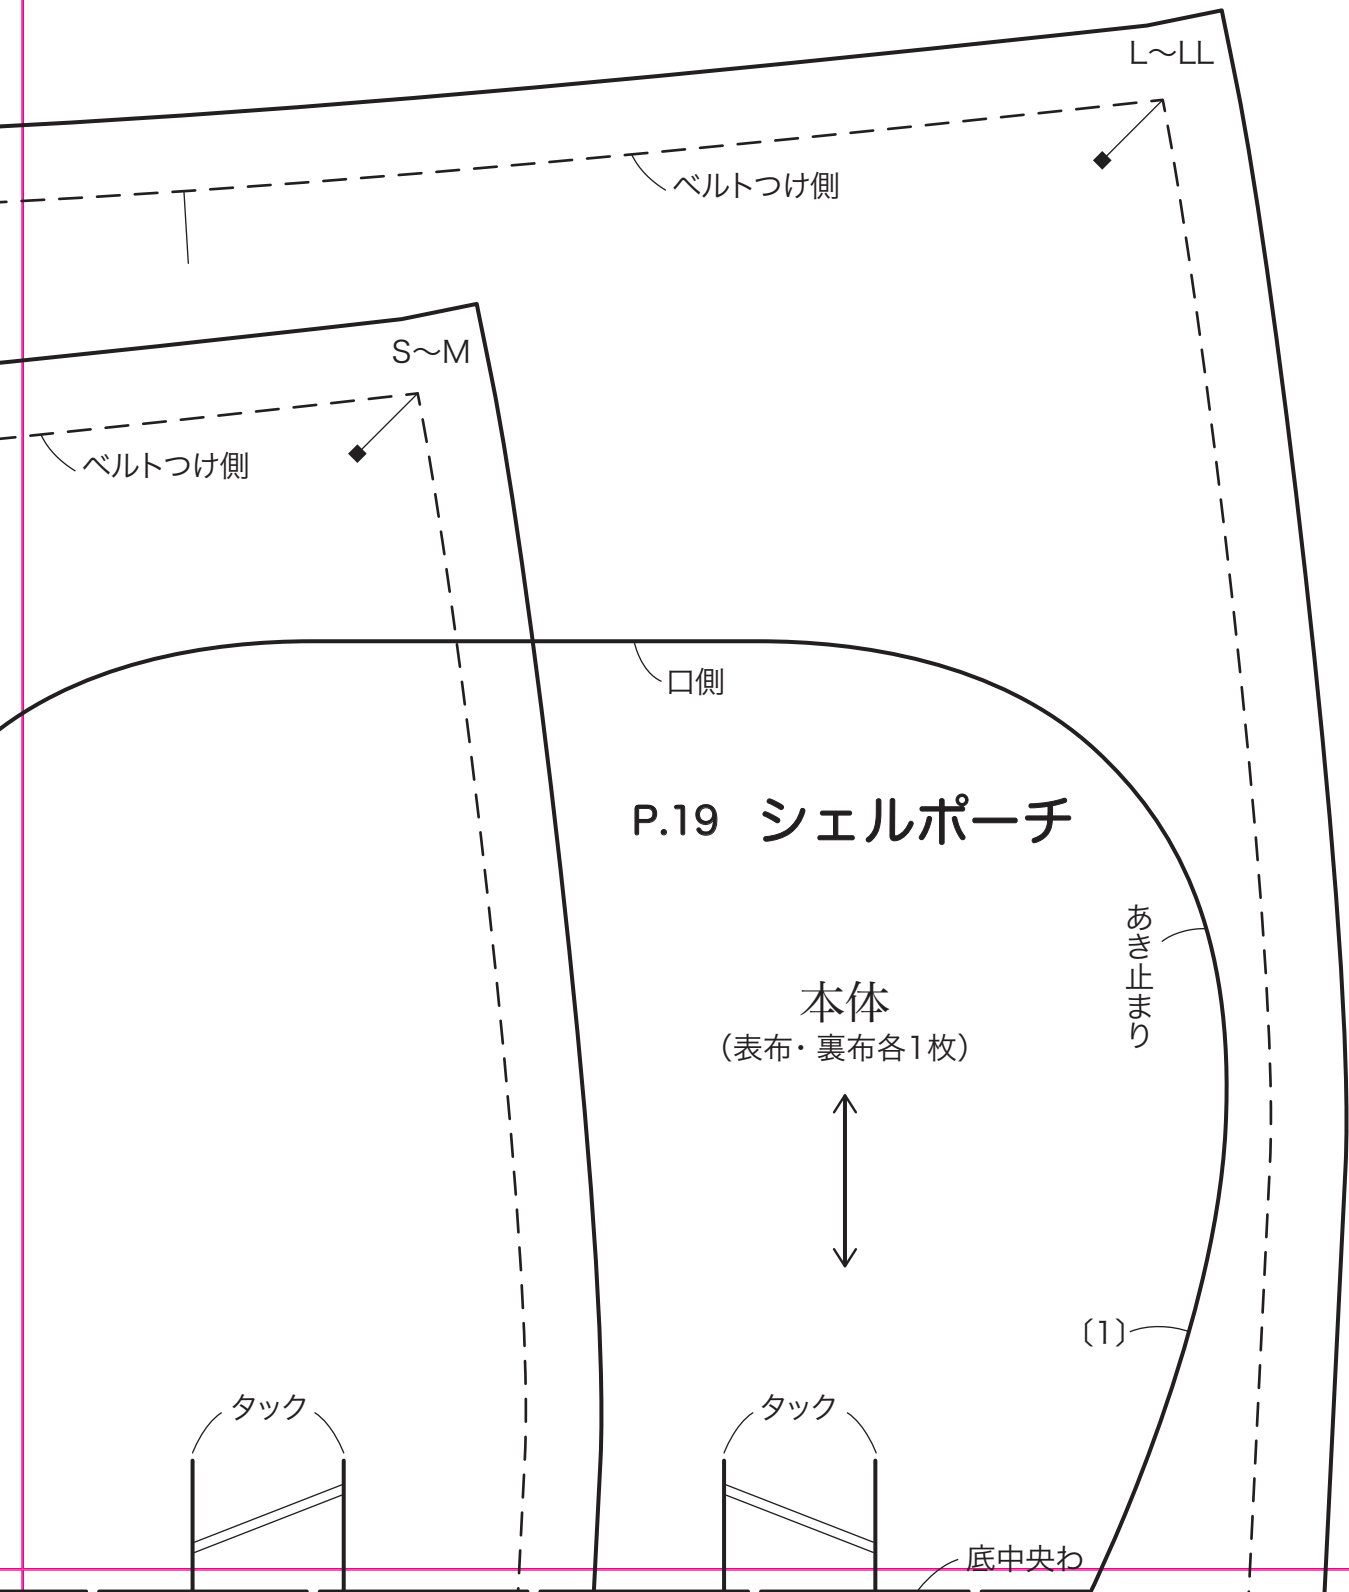 L～LL
ベルトつけ側
S～M
ベルトつけ側
口側
P.19 シェルポーチ
あき止まり
本体
（表布・裏布各1枚）
〔1〕
タック
タック
底中央わ